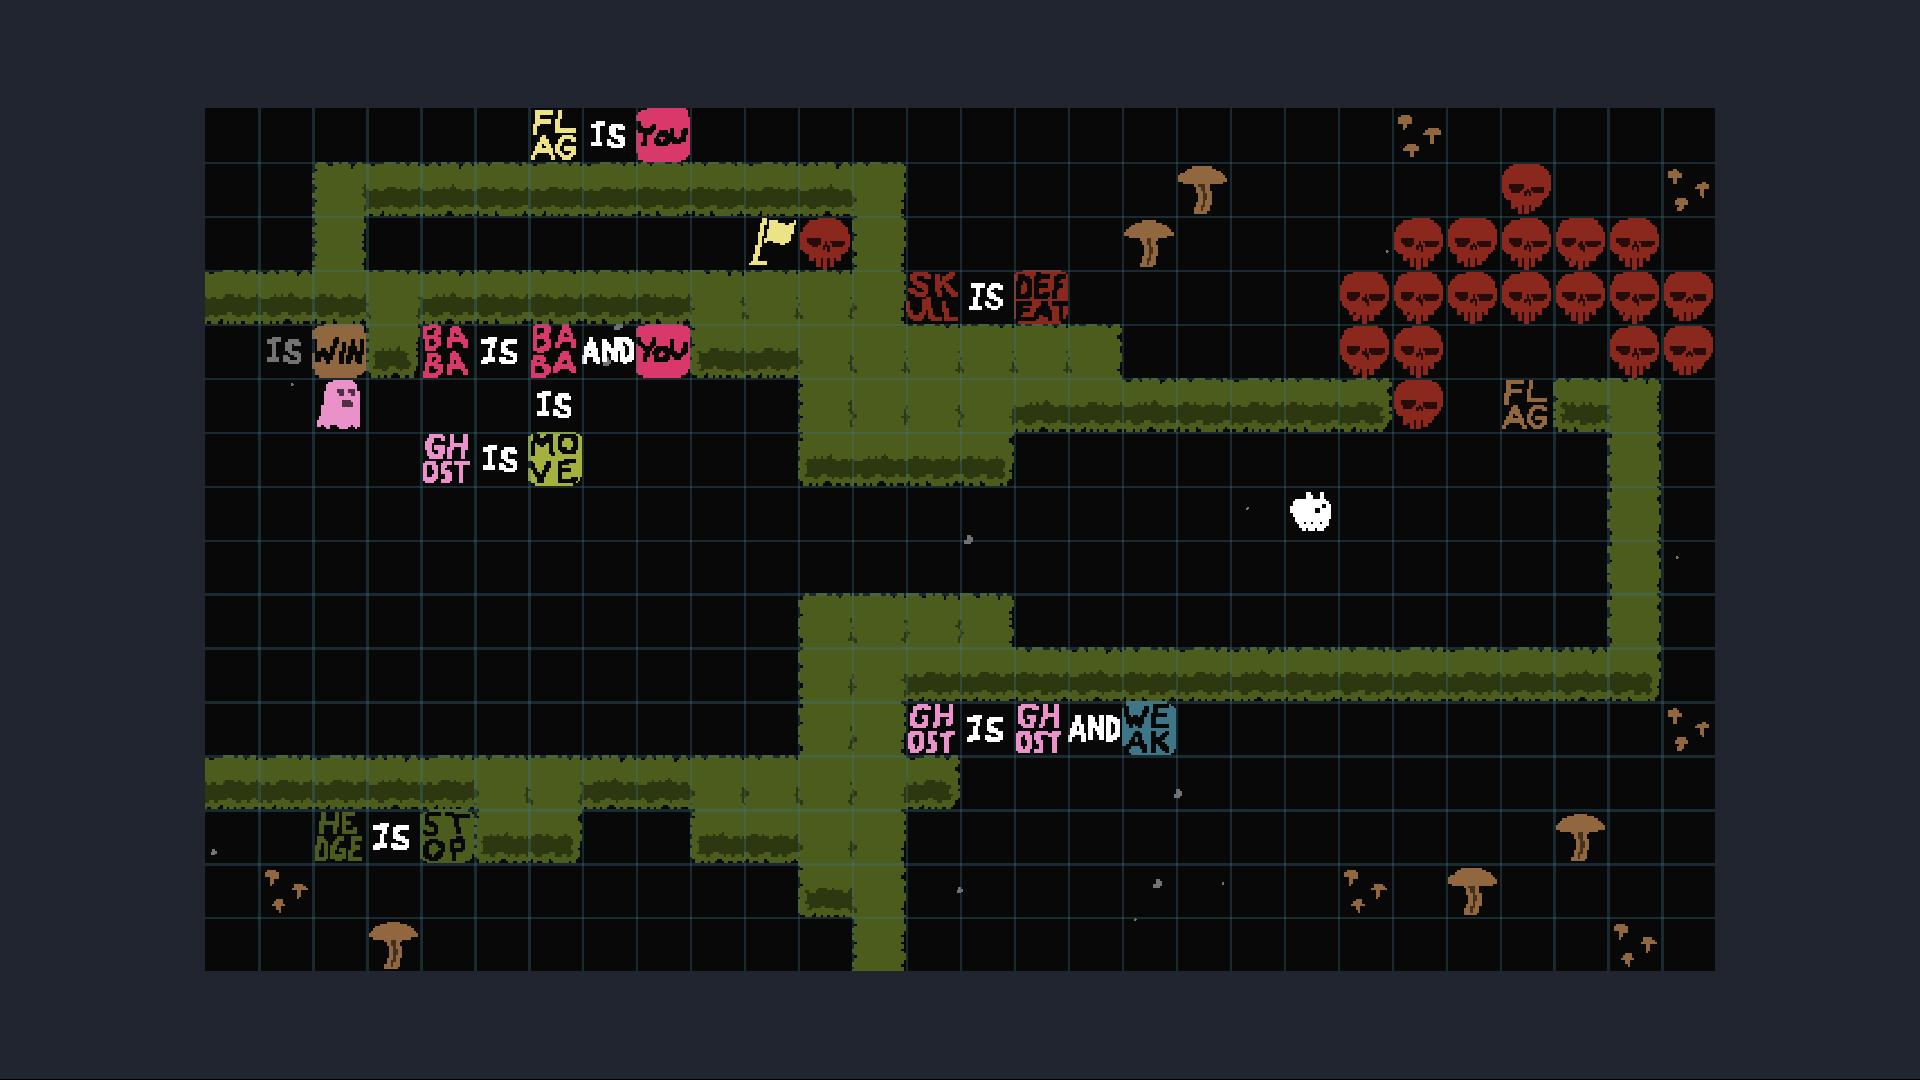 FLAG IS YOU
SKULL IS DEFEAT
IS WIN
BABA IS BABA AND YOU
IS
FLAG
GHOST IS MOVE
GHOST IS GHOST AND WEAK
HEDGE IS STOP